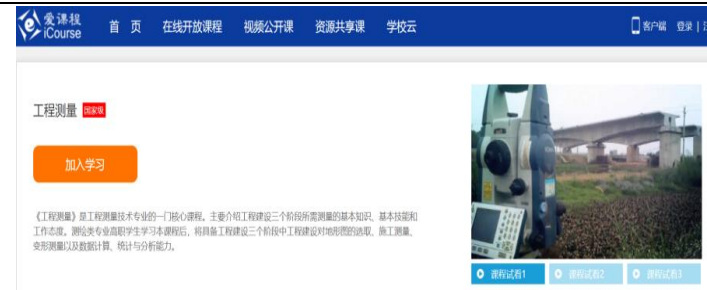 爱课程
iCourse
首 页 在线开放课程 视频公开课 资源共享课 学校云 客户端 登录 |
工程测量 国家级
加入学习
《工程测量》是工程测量技术专业的一门核心课程。主要介绍工程建设三个阶段所需测量的基本知识、基本技能和
工作态度。测绘类专业高职学生学习本课程后，将具备工程建设三个阶段中工程建设对地形图的选取、施工测量、
变形测量以及数据计算、统计与分析能力。
课程试看1 课程试看2 课程试看3